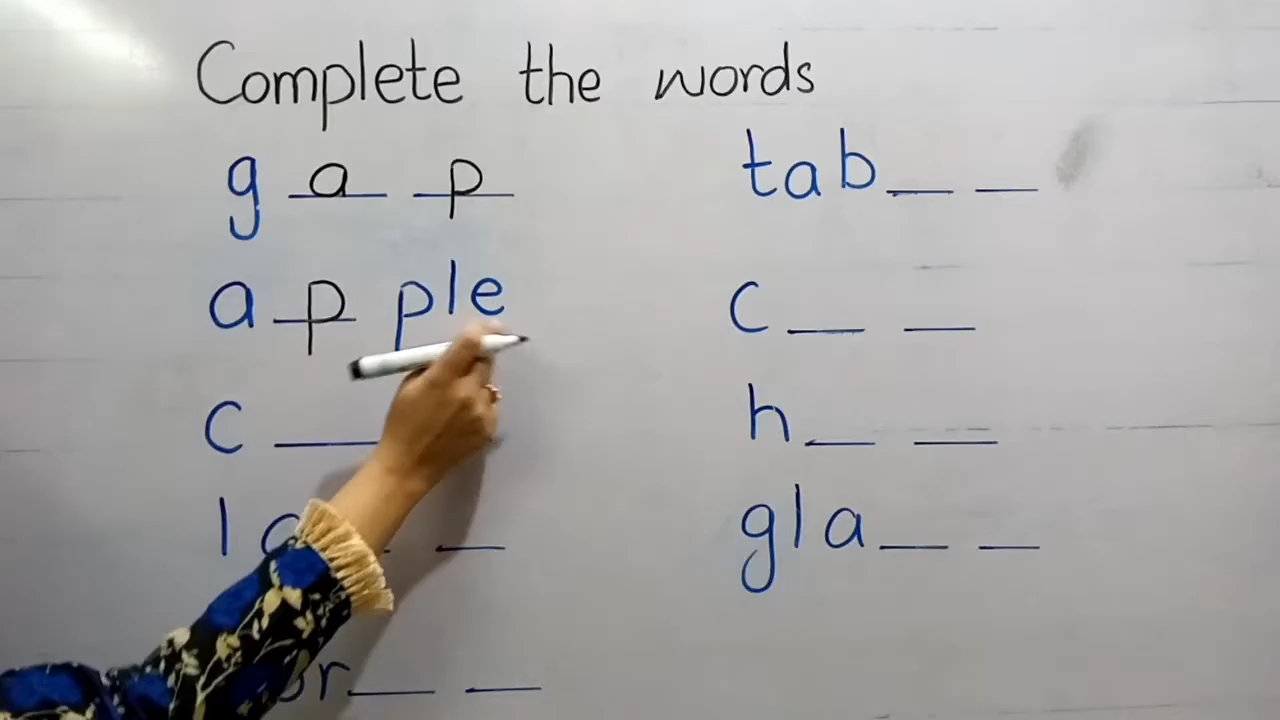 Complete the words
g a p
a p ple
c _
l
r _ _
tab _ _
c _ _
h _ _
gla _ _